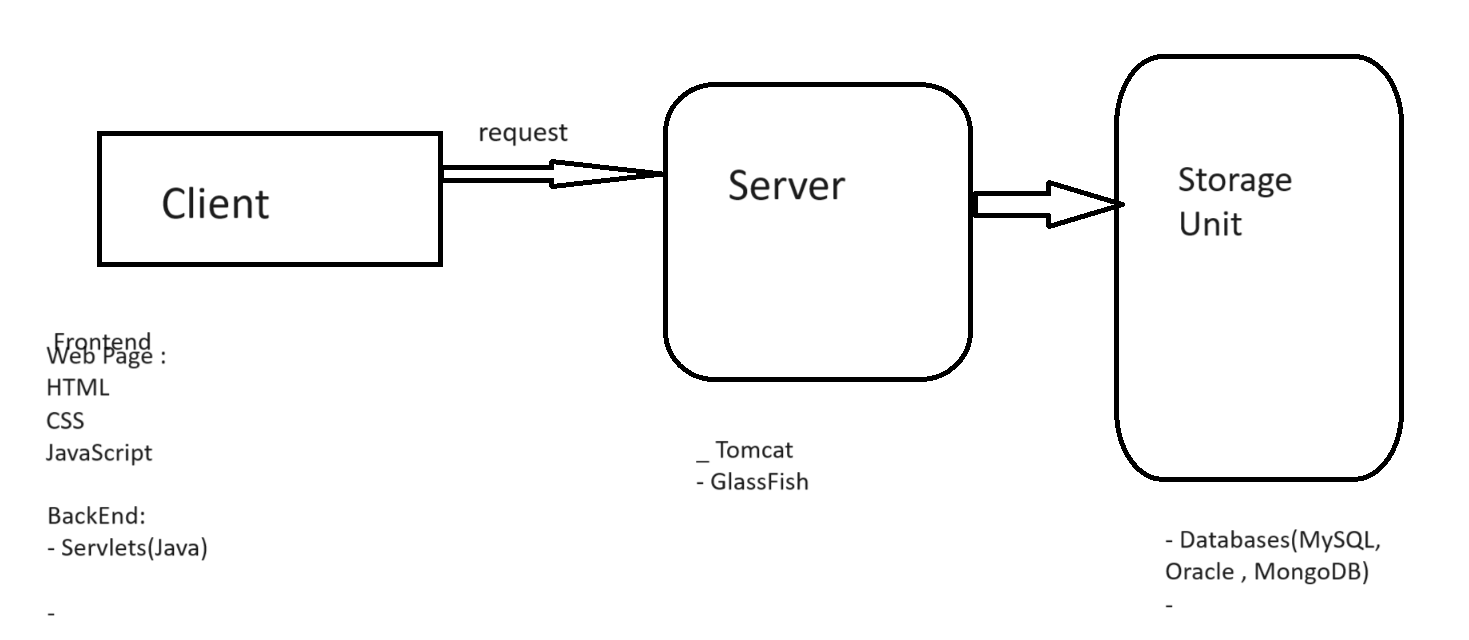 request
Client
Server
Storage
Unit
Frontend
Web Page :
HTML
CSS
JavaScript
BackEnd:
- Servlets(Java)
-
_ Tomcat
- GlassFish
- Databases(MySQL,
Oracle , MongoDB)
-